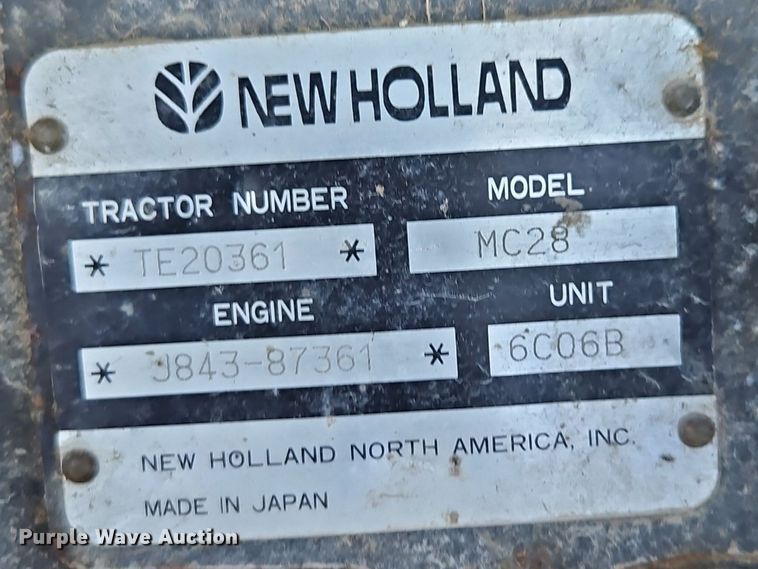 NEW HOLLAND
TRACTOR NUMBER MODEL
* TE20361 * MC28
ENGINE UNIT
* J843-87361 * 6C06B
NEW HOLLAND NORTH AMERICA, INC.
MADE IN JAPAN
Purple Wave Auction